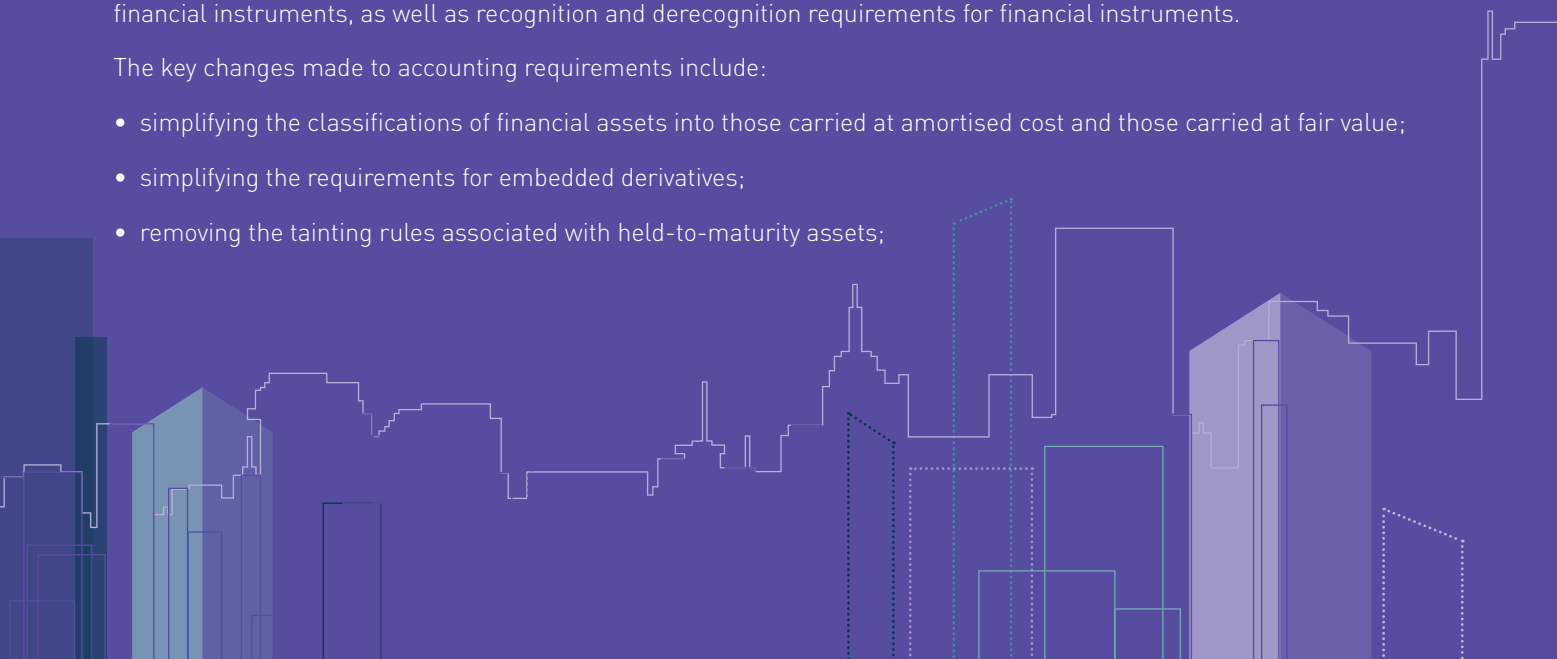 financial instruments, as well as recognition and derecognition requirements for financial instruments.
The key changes made to accounting requirements include:
• simplifying the classifications of financial assets into those carried at amortised cost and those carried at fair value;
• simplifying the requirements for embedded derivatives;
• removing the tainting rules associated with held-to-maturity assets;